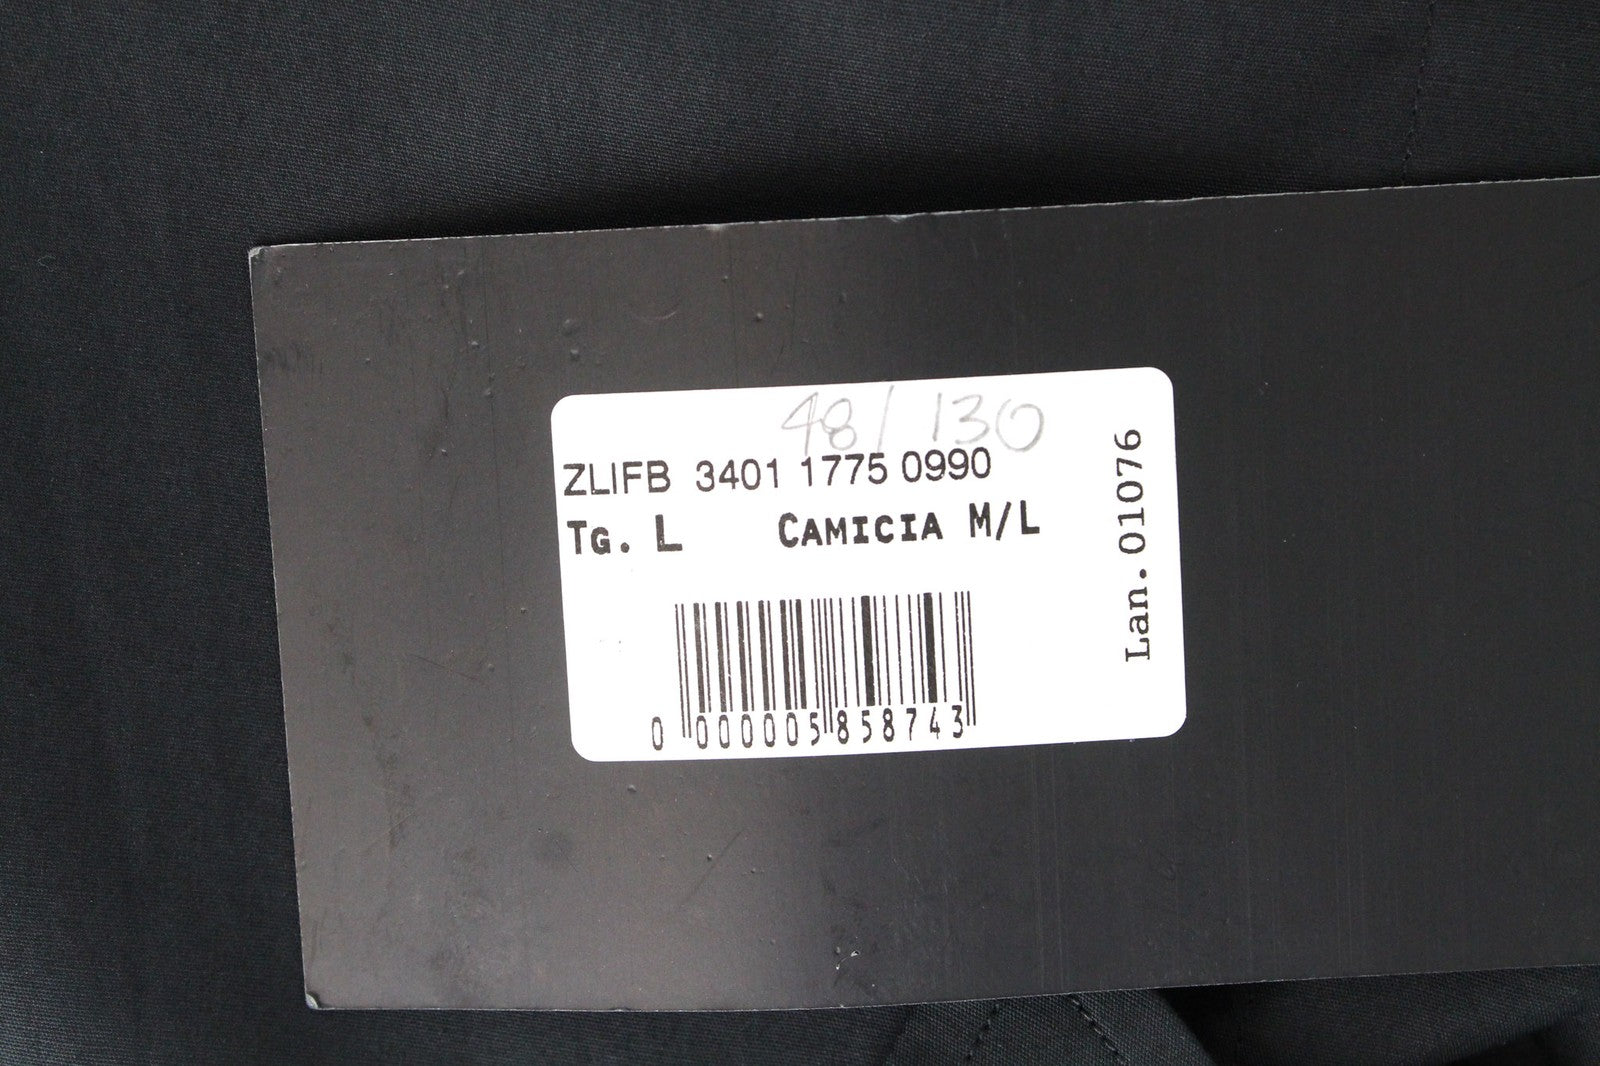 48/130
ZLIFB 3401 1775 0990
TG. L CAMICIA M/L
0 000005 858743
Lan. 01076